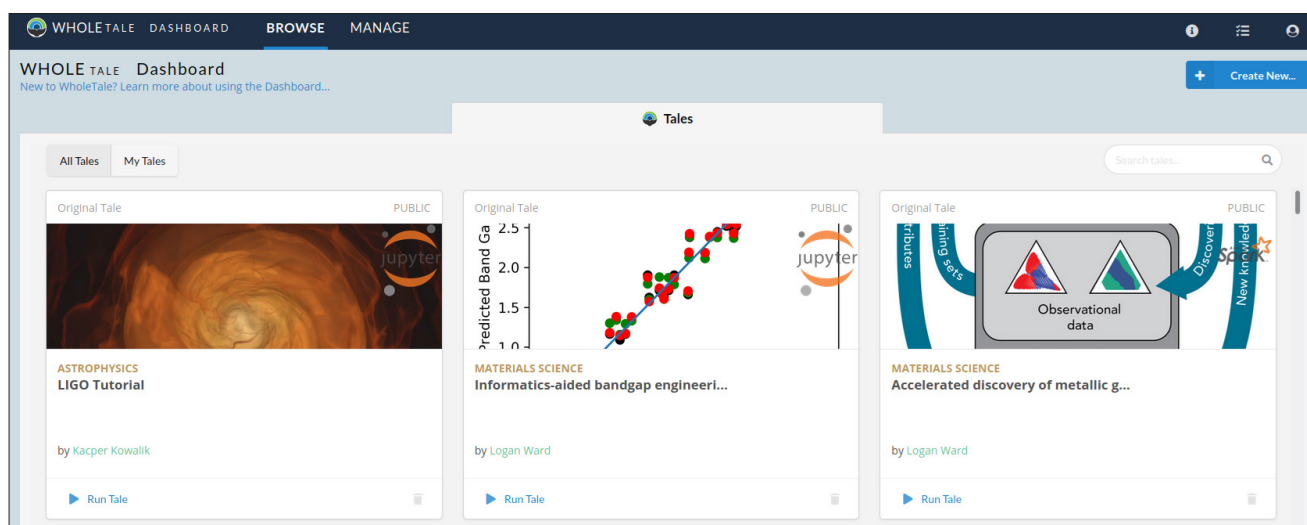 WHOLETALE DASHBOARD BROWSE MANAGE
WHOLE TALE Dashboard
New to WholeTale? Learn more about using the Dashboard...
+ Create New...
Tales
All Tales My Tales
Search tales...
Original Tale PUBLIC
jupyter
ASTROPHYSICS
LIGO Tutorial
by Kacper Kowalik
Run Tale
Original Tale PUBLIC
Predicted Band Ga
2.5
2.0
1.5
1.0
jupyter
MATERIALS SCIENCE
Informatics-aided bandgap engineeri...
by Logan Ward
Run Tale
Original Tale PUBLIC
tributes
ining sets
Observational
data
Discover
New knowled
Spark
MATERIALS SCIENCE
Accelerated discovery of metallic g...
by Logan Ward
Run Tale